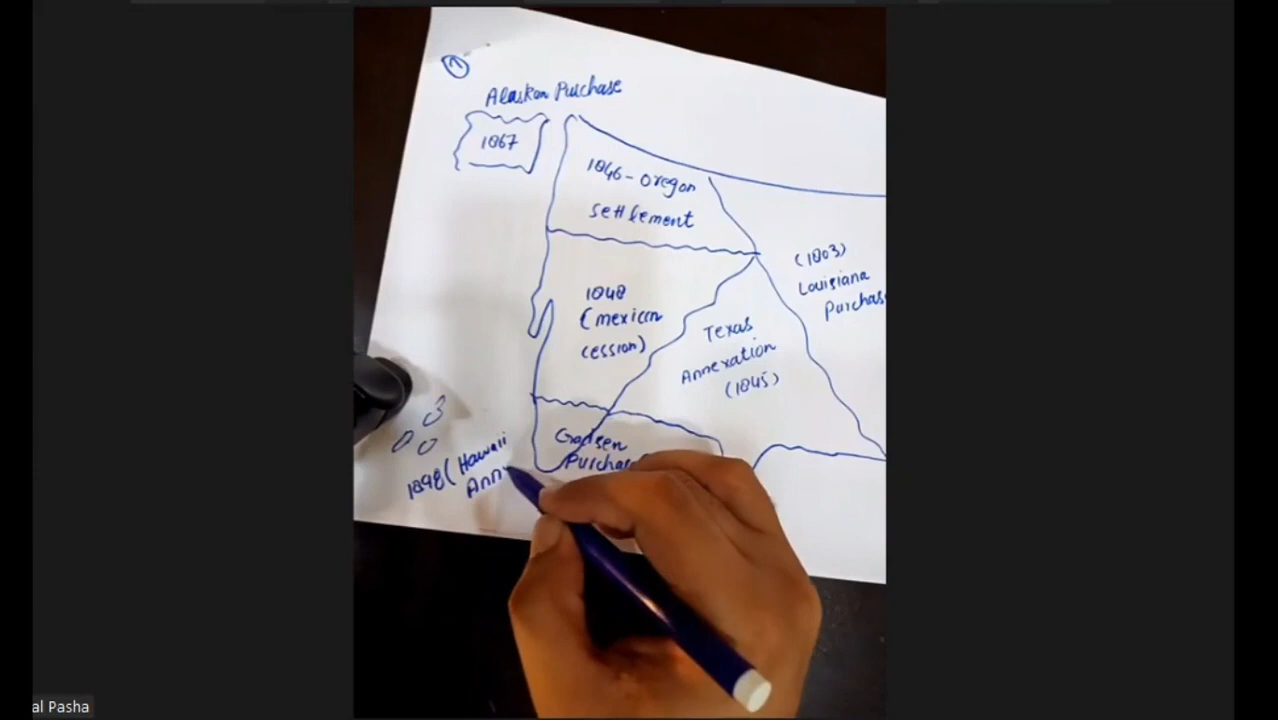 1
Alaskan Purchase
1867
1846 - Oregon
settlement
(1803)
Louisiana
Purchase
1848
(mexican
cession)
Texas
Annexation
(1845)
Gadsen
Purchase
1898 (Hawaii
Ann
al Pasha